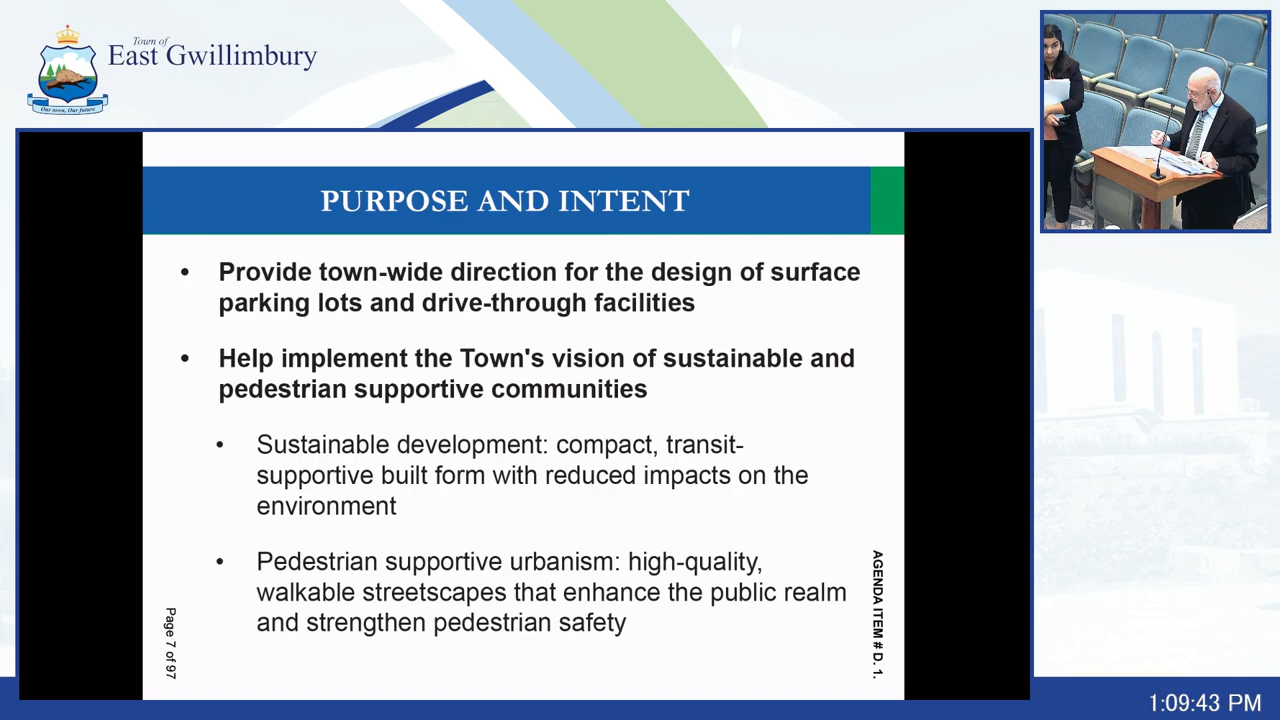 Town of
East Gwillimbury
Our town, Our future
PURPOSE AND INTENT
• Provide town-wide direction for the design of surface
parking lots and drive-through facilities
• Help implement the Town's vision of sustainable and
pedestrian supportive communities
• Sustainable development: compact, transit-
supportive built form with reduced impacts on the
environment
• Pedestrian supportive urbanism: high-quality,
walkable streetscapes that enhance the public realm
and strengthen pedestrian safety
Page 7 of 97
AGENDA ITEM # D. 1.
1:09:43 PM